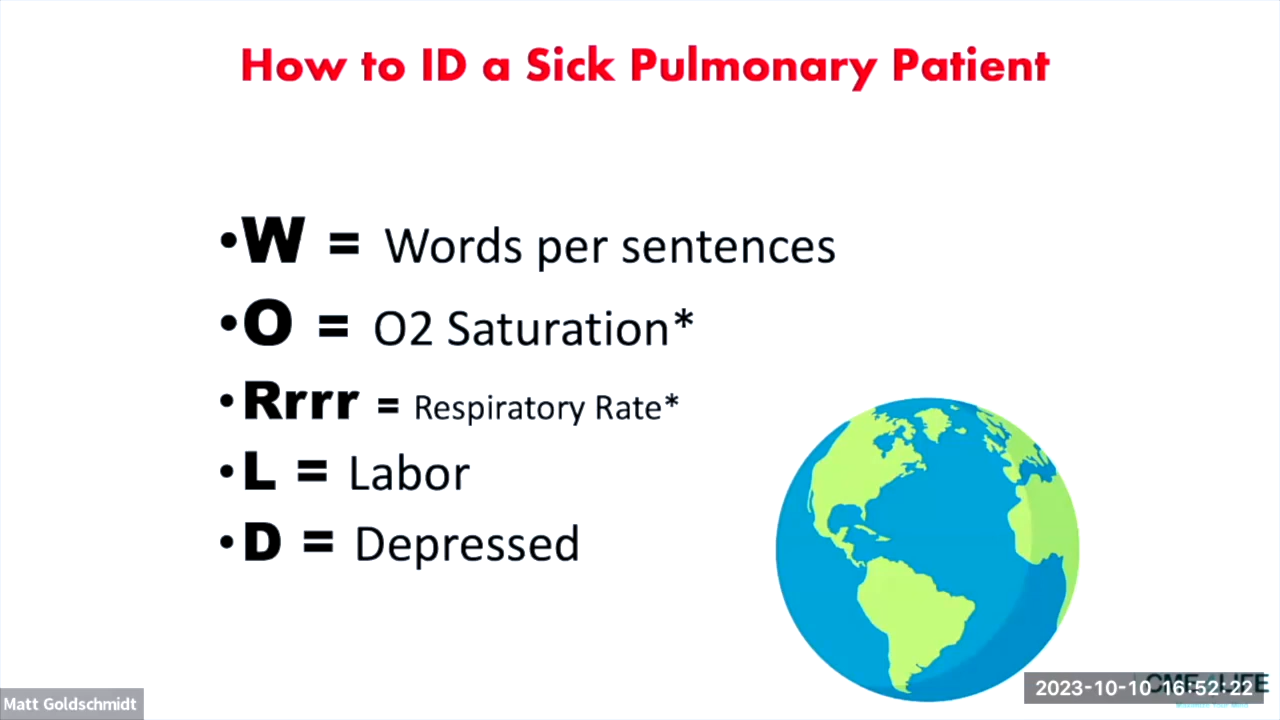 How to ID a Sick Pulmonary Patient
•W = Words per sentences
•O = O2 Saturation*
•Rrrr = Respiratory Rate*
•L = Labor
•D = Depressed
Matt Goldschmidt
2023-10-10 16:52:22
CME4LIFE